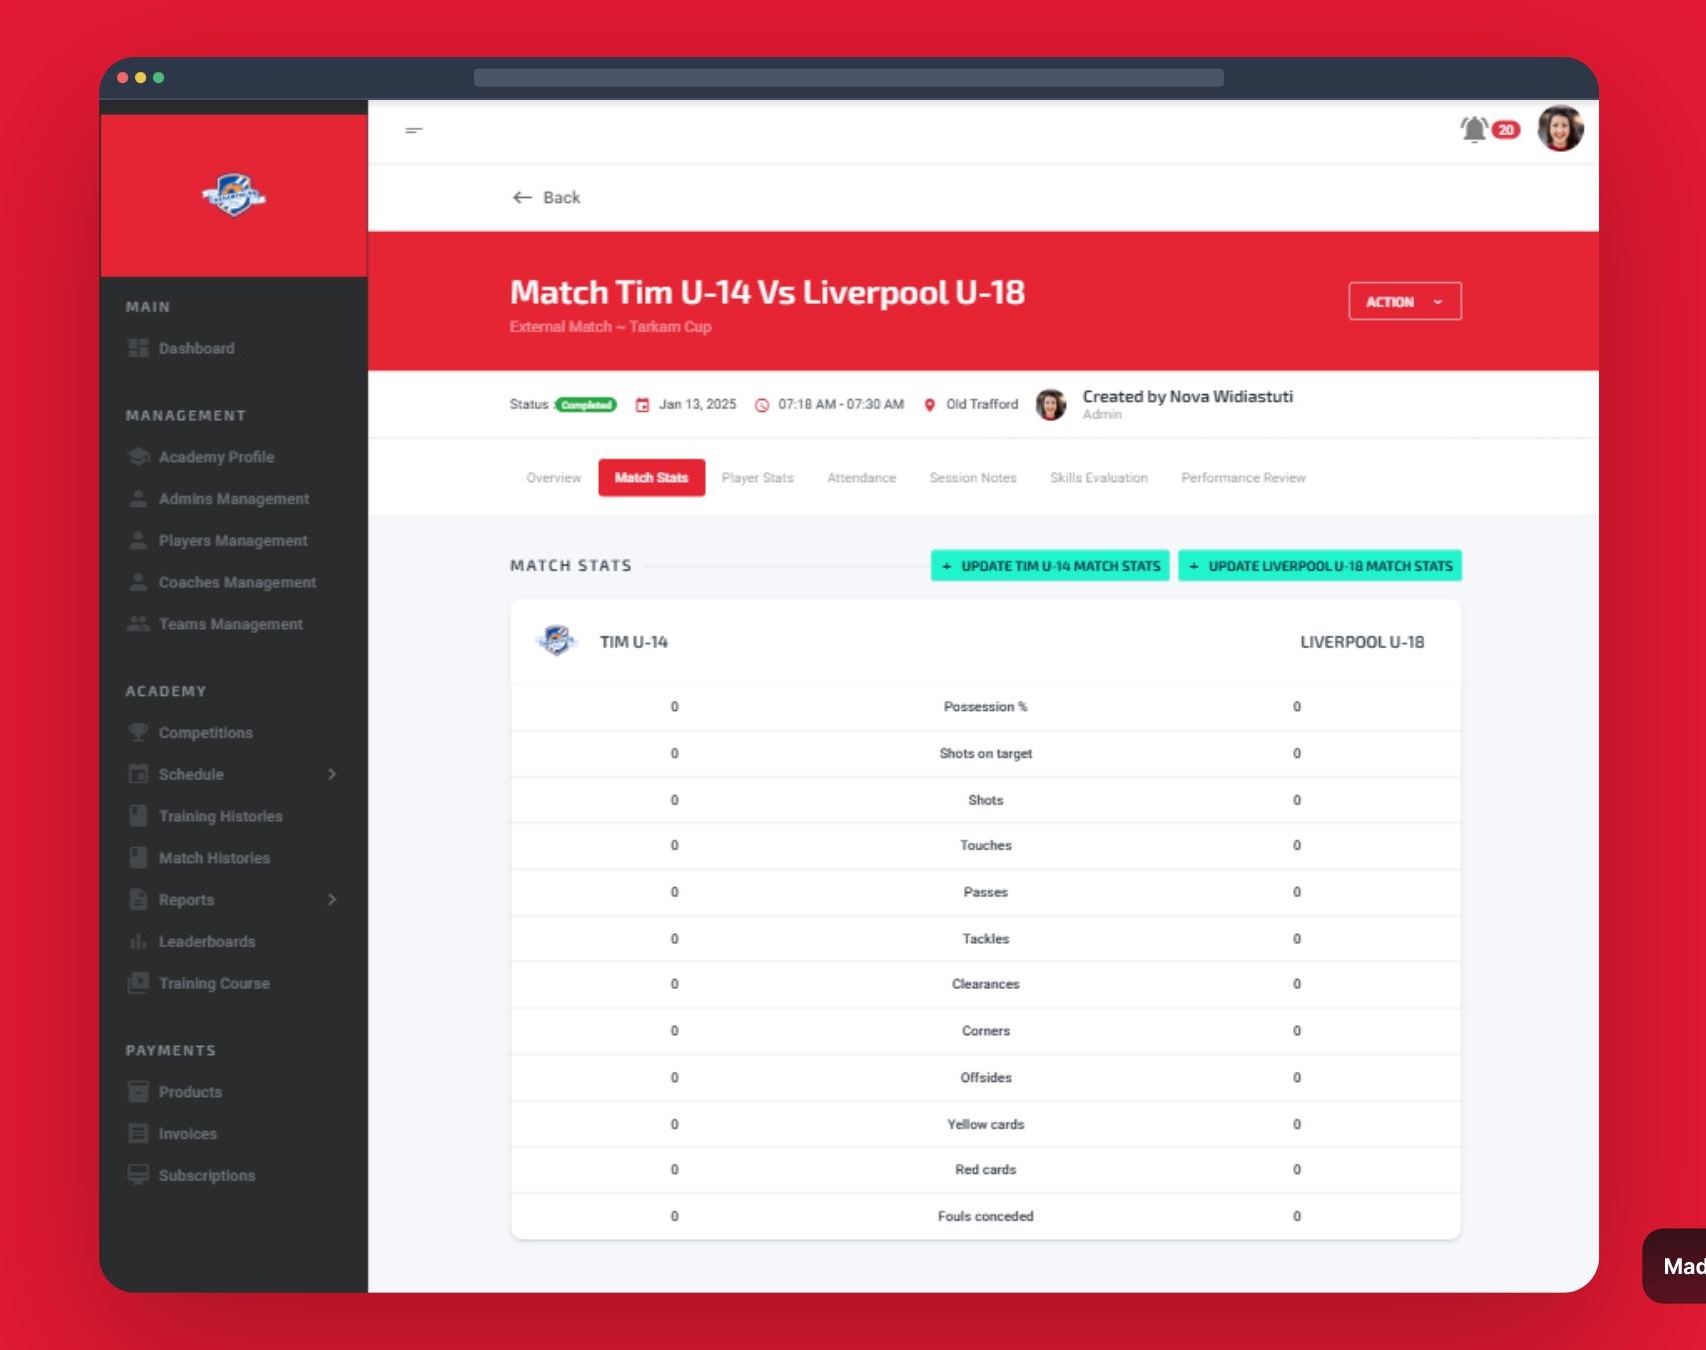 20
Back
MAIN
Dashboard
MANAGEMENT
Academy Profile
Admins Management
Players Management
Coaches Management
Teams Management
ACADEMY
Competitions
Schedule
Training Histories
Match Histories
Reports
Leaderboards
Training Course
PAYMENTS
Products
Invoices
Subscriptions
Match Tim U-14 Vs Liverpool U-18
External Match ~ Tarkam Cup
ACTION
Status : Completed Jan 13, 2025 07:18 AM - 07:30 AM Old Trafford Created by Nova Widiastuti
Admin
Overview Match Stats Player Stats Attendance Session Notes Skills Evaluation Performance Review
MATCH STATS + UPDATE TIM U-14 MATCH STATS + UPDATE LIVERPOOL U-18 MATCH STATS
TIM U-14 LIVERPOOL U-18
0 Possession % 0
0 Shots on target 0
0 Shots 0
0 Touches 0
0 Passes 0
0 Tackles 0
0 Clearances 0
0 Corners 0
0 Offsides 0
0 Yellow cards 0
0 Red cards 0
0 Fouls conceded 0
Mad